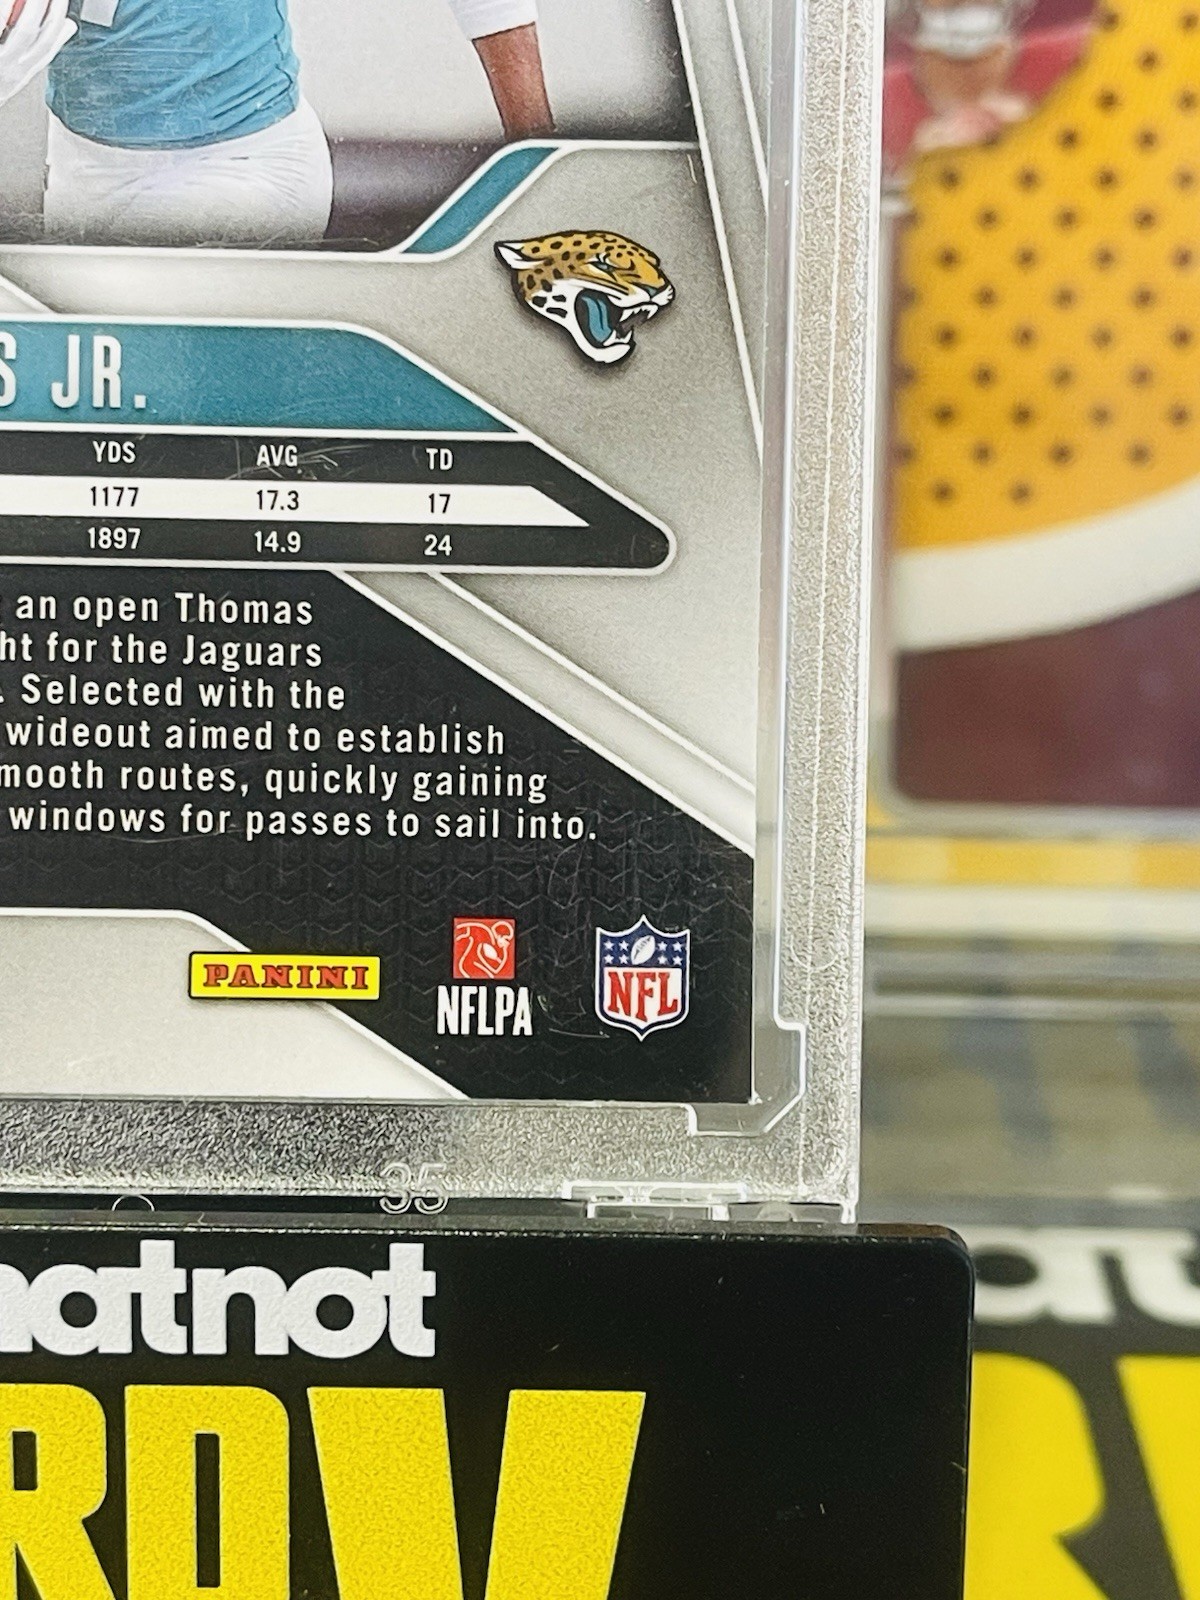 S JR.
YDS AVG TD
1177 17.3 17
1897 14.9 24
an open Thomas
ht for the Jaguars
. Selected with the
wideout aimed to establish
mooth routes, quickly gaining
windows for passes to sail into.
PANINI
NFLPA
NFL
35
atnot